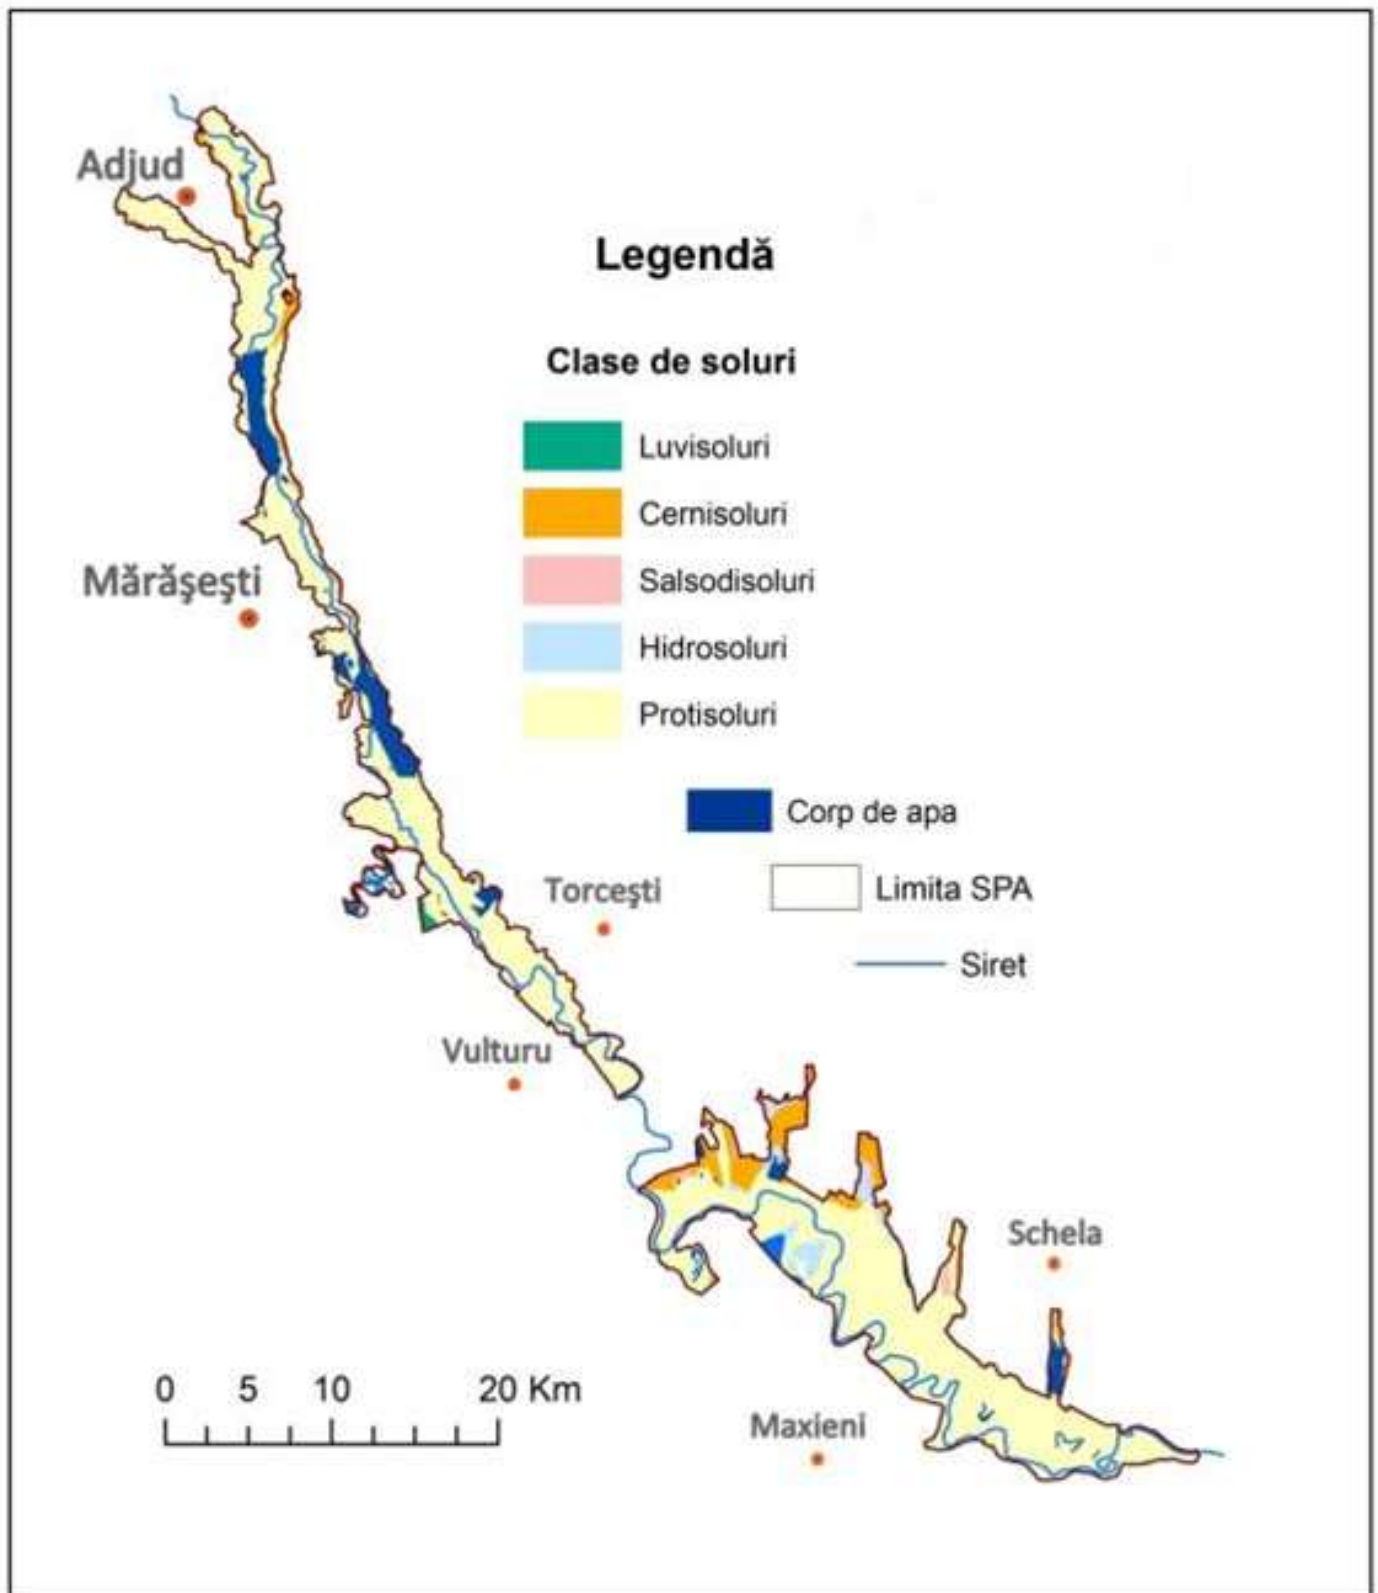 Adjud
Legendă
Clase de soluri
Luvisoluri
Cernisoluri
Salsodisoluri
Mărăşeşti
Hidrosoluri
Protisoluri
Corp de apa
Torceşti
Limita SPA
Siret
Vulturu
Schela
0 5 10 20 Km
Maxieni